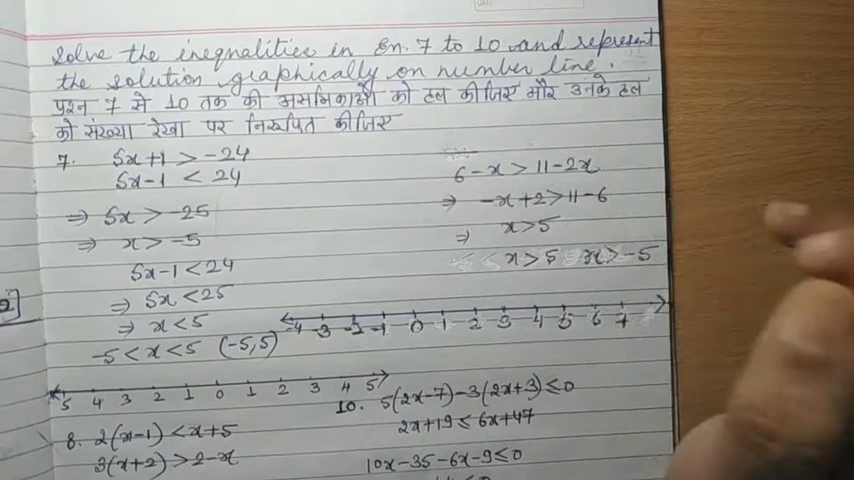 Solve the inequalities in En. 7 to 10 and represent
the solution graphically on number line.
प्रश्न 7 से 10 तक की असमिकाओं को हल कीजिए और उनके हल
को संख्या रेखा पर निरूपित कीजिए
7. 5x+1 > -24
5x-1 < 24
⇒ 5x > -25
⇒ x > -5
5x-1 < 24
⇒ 5x < 25
⇒ x < 5
-5 < x < 5 (-5,5)
5 4 3 2 1 0 1 2 3 4 5
8. 2(x-1) < x+5
3(x+2) > 2-x
6-x > 11-2x
⇒ -x+2 > 11-6
⇒ x > 5
x > 5 x > -5
-4 -3 -2 -1 0 1 2 3 4 5 6 7
10. 5(2x-7)-3(2x+3) ≤ 0
2x+19 ≤ 6x+47
10x-35-6x-9 ≤ 0